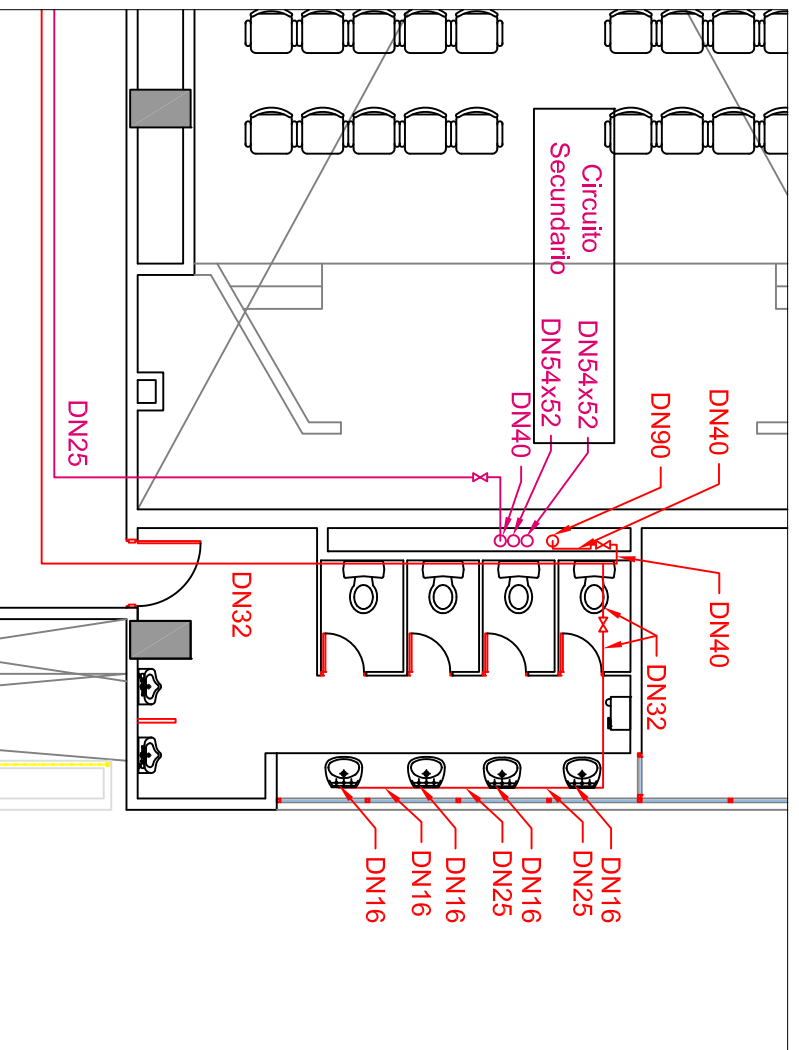 Circuito
Secundario
DN54x52
DN54x52
DN40
DN90
DN40
DN25
DN32
DN40
DN32
DN16
DN25
DN16
DN25
DN16
DN16
DN16